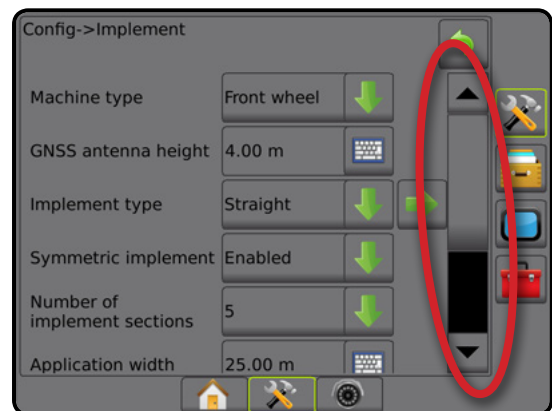 Config->Implement
Machine type Front wheel
GNSS antenna height 4.00 m
Implement type Straight
Symmetric implement Enabled
Number of
implement sections 5
Application width 25.00 m